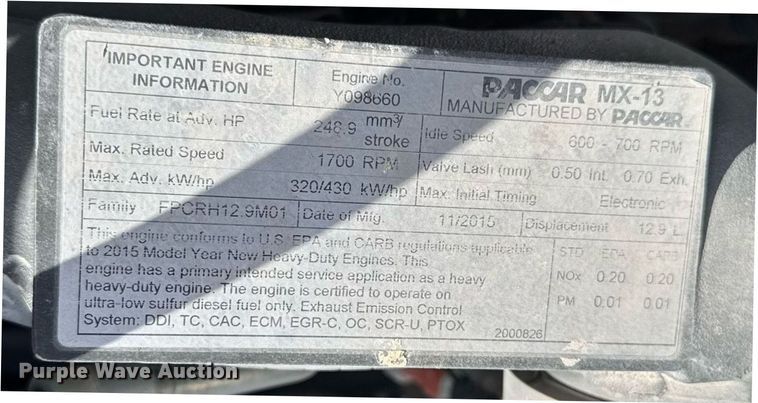 IMPORTANT ENGINE INFORMATION
Engine No. Y098660
PACCAR MX-13
MANUFACTURED BY PACCAR
Fuel Rate at Adv. HP 248.9 mm3/stroke
Idle Speed 600 - 700 RPM
Max. Rated Speed 1700 RPM
Valve Lash (mm) 0.50 Int. 0.70 Exh.
Max. Adv. kW/hp 320/430 kW/hp
Max. Initial Timing Electronic
Family FPCRH12.9M01
Date of Mfg. 11/2015
Displacement 12.9 L
This engine conforms to U.S. EPA and CARB regulations applicable
to 2015 Model Year New Heavy-Duty Engines. This
engine has a primary intended service application as a heavy
heavy-duty engine. The engine is certified to operate on
ultra-low sulfur diesel fuel only. Exhaust Emission Control
System: DDI, TC, CAC, ECM, EGR-C, OC, SCR-U, PTOX
STD EPA CARB
NOx 0.20 0.20
PM 0.01 0.01
2000826
Purple Wave Auction